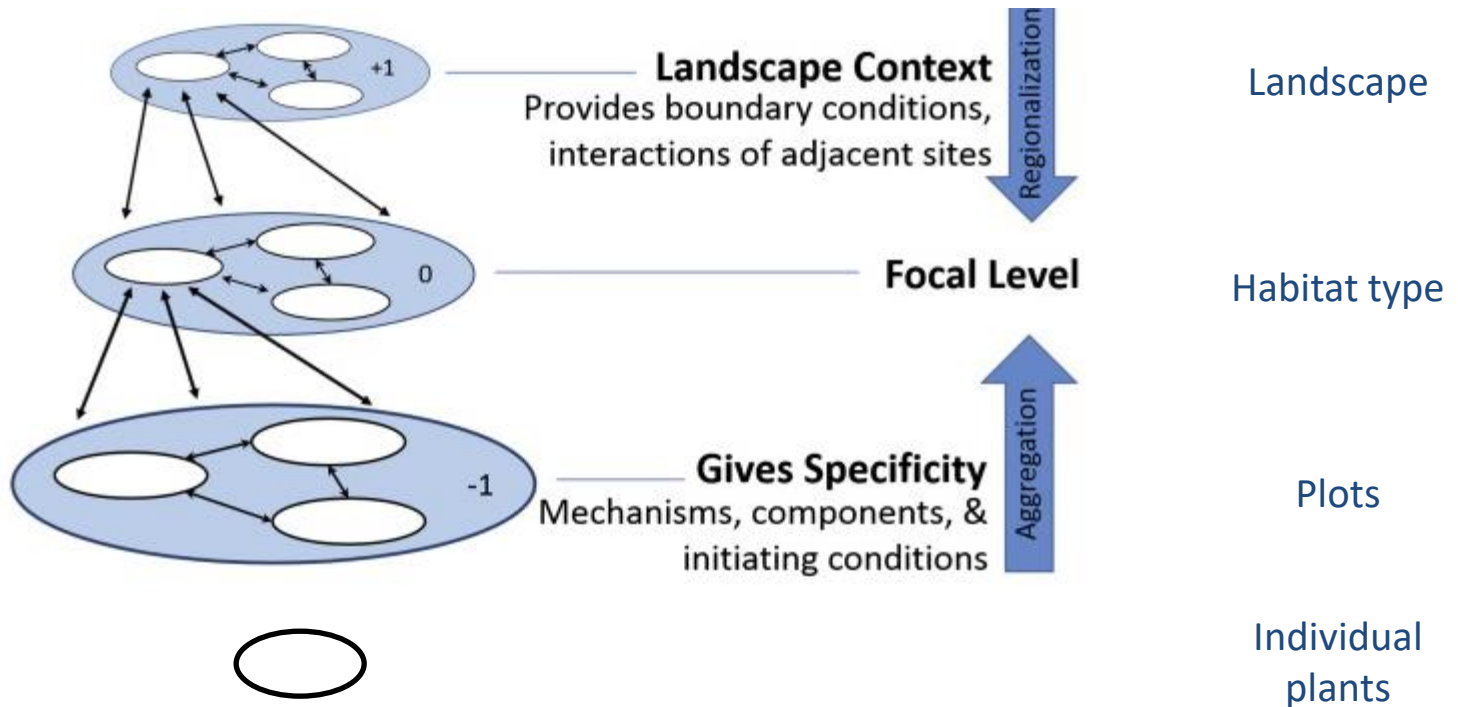 +1
Landscape Context
Provides boundary conditions,
interactions of adjacent sites
Regionalization
Landscape
0
Focal Level
Habitat type
-1
Gives Specificity
Mechanisms, components, &
initiating conditions
Aggregation
Plots
Individual
plants